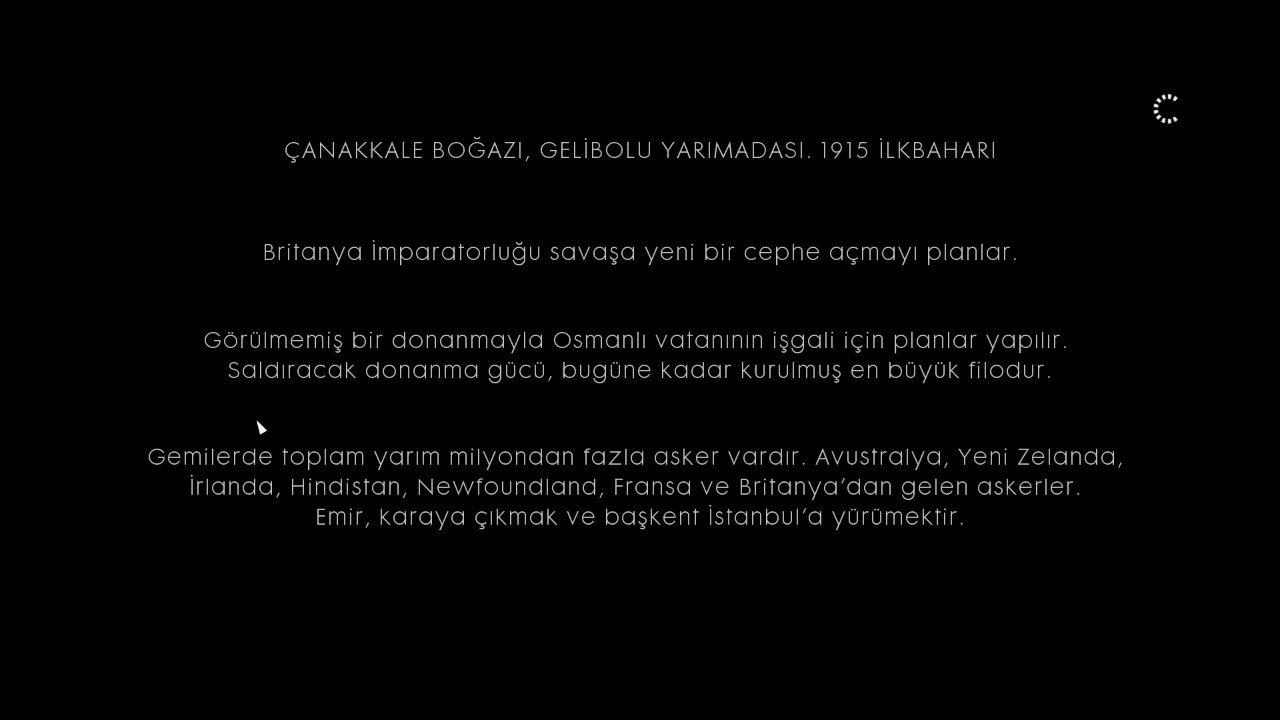 ÇANAKKALE BOĞAZI, GELİBOLU YARIMADASI. 1915 İLKBAHARI
Britanya İmparatorluğu savaşa yeni bir cephe açmayı planlar.
Görülmemiş bir donanmayla Osmanlı vatanının işgali için planlar yapılır.
Saldıracak donanma gücü, bugüne kadar kurulmuş en büyük filodur.
Gemilerde toplam yarım milyondan fazla asker vardır. Avustralya, Yeni Zelanda,
İrlanda, Hindistan, Newfoundland, Fransa ve Britanya’dan gelen askerler.
Emir, karaya çıkmak ve başkent İstanbul’a yürümektir.